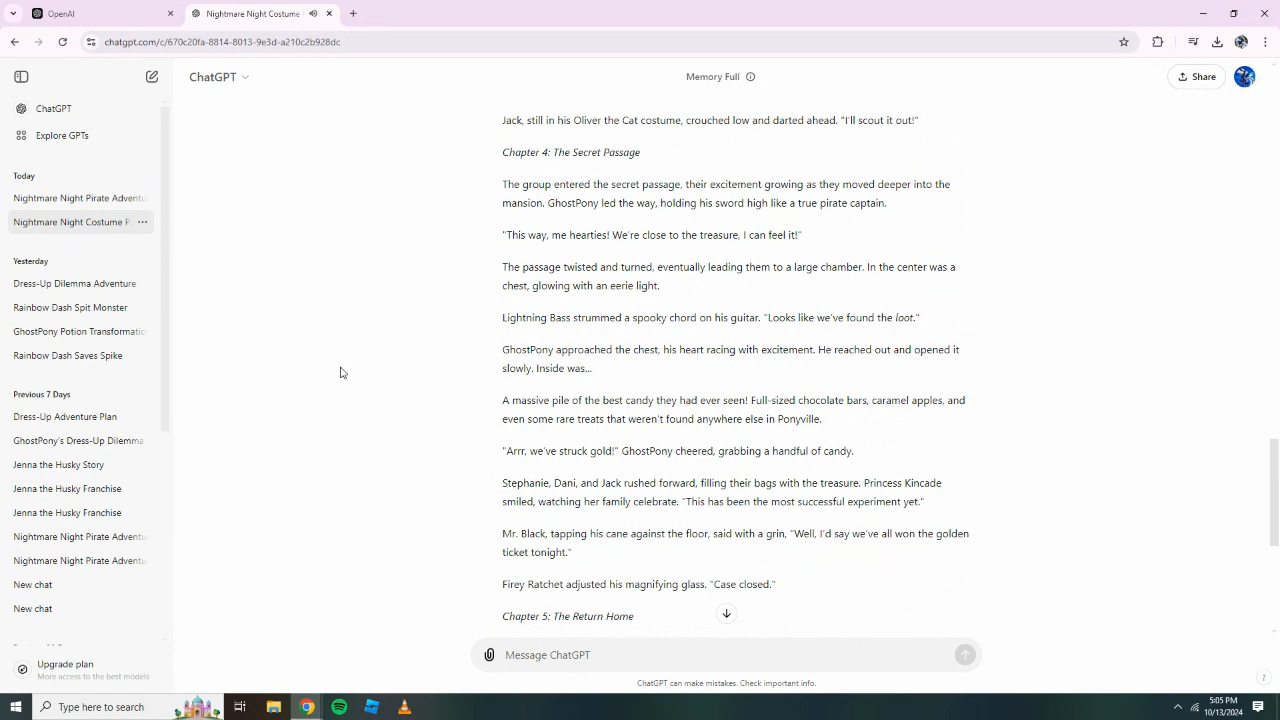 OpenAI
Nightmare Night Costume
chatgpt.com/c/670c20fa-8814-8013-9e3d-a210c2b928dc
ChatGPT
Memory Full
Share
ChatGPT
Explore GPTs
Today
Nightmare Night Pirate Adventu
Nightmare Night Costume P
Yesterday
Dress-Up Dilemma Adventure
Rainbow Dash Spit Monster
GhostPony Potion Transformatio
Rainbow Dash Saves Spike
Previous 7 Days
Dress-Up Adventure Plan
GhostPony's Dress-Up Dilemma
Jenna the Husky Story
Jenna the Husky Franchise
Jenna the Husky Franchise
Nightmare Night Pirate Adventu
Nightmare Night Pirate Adventu
New chat
New chat
Upgrade plan
More access to the best models
Jack, still in his Oliver the Cat costume, crouched low and darted ahead. "I'll scout it out!"
Chapter 4: The Secret Passage
The group entered the secret passage, their excitement growing as they moved deeper into the
mansion. GhostPony led the way, holding his sword high like a true pirate captain.
"This way, me hearties! We're close to the treasure, I can feel it!"
The passage twisted and turned, eventually leading them to a large chamber. In the center was a
chest, glowing with an eerie light.
Lightning Bass strummed a spooky chord on his guitar. "Looks like we've found the loot."
GhostPony approached the chest, his heart racing with excitement. He reached out and opened it
slowly. Inside was...
A massive pile of the best candy they had ever seen! Full-sized chocolate bars, caramel apples, and
even some rare treats that weren't found anywhere else in Ponyville.
"Arrr, we've struck gold!" GhostPony cheered, grabbing a handful of candy.
Stephanie, Dani, and Jack rushed forward, filling their bags with the treasure. Princess Kincade
smiled, watching her family celebrate. "This has been the most successful experiment yet."
Mr. Black, tapping his cane against the floor, said with a grin, "Well, I'd say we've all won the golden
ticket tonight."
Firey Ratchet adjusted his magnifying glass. "Case closed."
Chapter 5: The Return Home
Message ChatGPT
ChatGPT can make mistakes. Check important info.
?
Type here to search
5:05 PM
10/13/2024